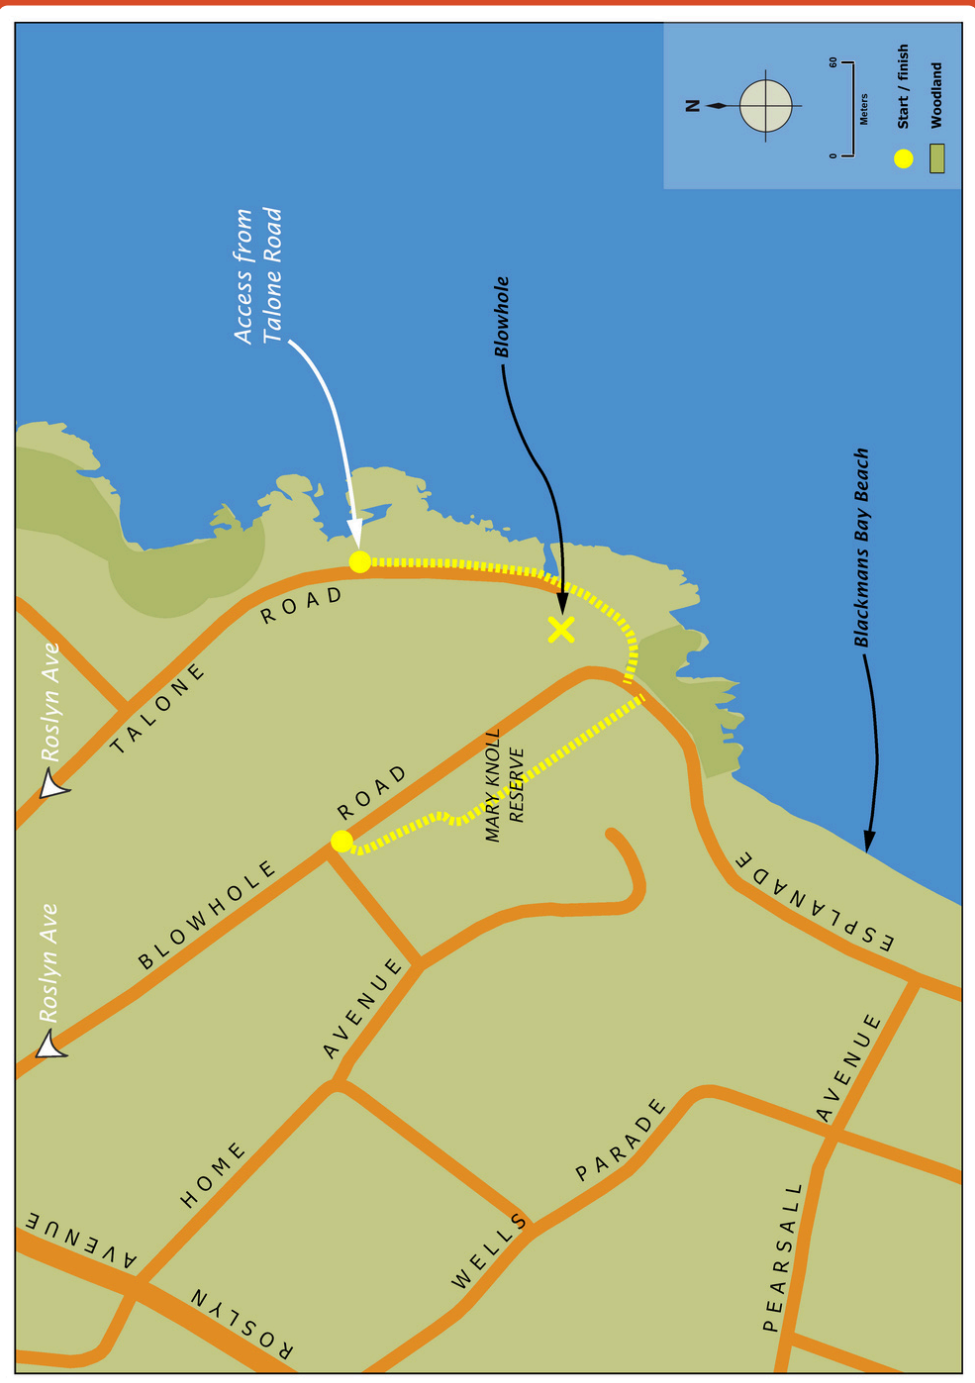 N
0
60
Meters
Start / finish
Woodland
Access from
Talone Road
Blowhole
Blackmans Bay Beach
Roslyn Ave
TALONE
ROAD
Roslyn Ave
BLOWHOLE
ROAD
MARY KNOLL
RESERVE
HOME
AVENUE
ROSLYN
AVENUE
WELLS
PARADE
PEARSALL
AVENUE
ESPLANADE